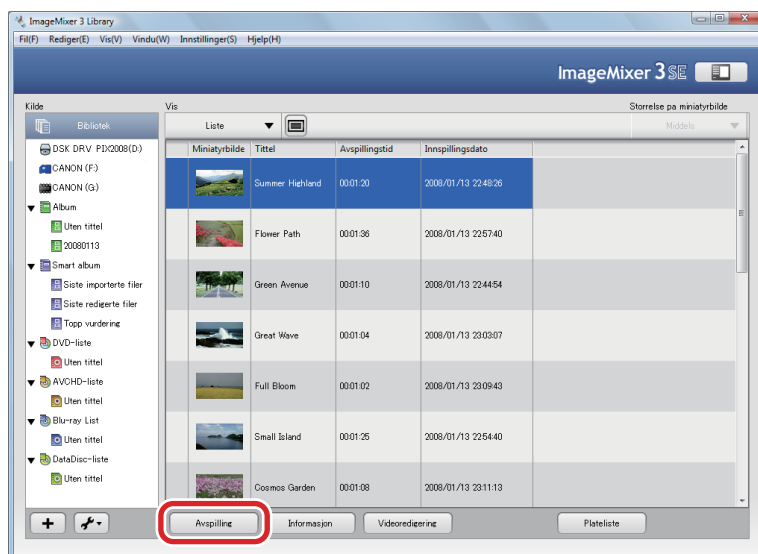 ImageMixer 3 Library
Fil(F) Rediger(E) Vis(V) Vindu(W) Innstillinger(S) Hjelp(H)
ImageMixer 3 SE
Kilde
Vis
Storrelse pa miniatyrbilde
Bibliotek
Liste
Middels
DSK DRV PIX2008(D:)
CANON (F:)
CANON (G:)
Album
Uten tittel
20080113
Smart album
Siste importerte filer
Siste redigerte filer
Topp vurdering
DVD-liste
Uten tittel
AVCHD-liste
Uten tittel
Blu-ray List
Uten tittel
DataDisc-liste
Uten tittel
Miniatyrbilde Tittel Avspillingstid Innspillingsdato
Summer Highland 00:01:20 2008/01/13 22:48:26
Flower Path 00:01:36 2008/01/13 22:57:40
Green Avenue 00:01:10 2008/01/13 22:44:54
Great Wave 00:01:04 2008/01/13 23:03:07
Full Bloom 00:01:02 2008/01/13 23:09:43
Small Island 00:01:25 2008/01/13 22:54:40
Cosmos Garden 00:01:08 2008/01/13 23:11:13
Avspilling Informasjon Videoredigering Plateliste